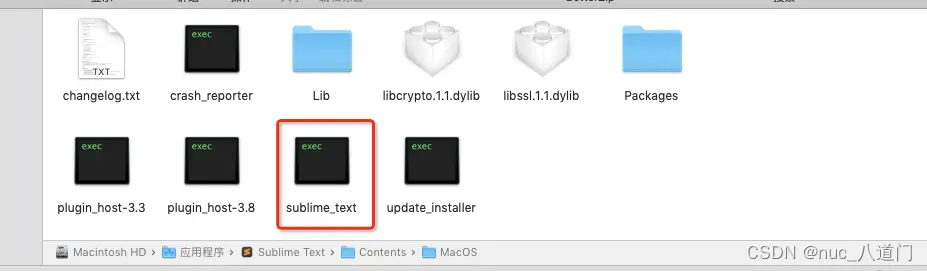 TXT
exec
changelog.txt
crash_reporter
Lib
libcrypto.1.1.dylib
libssl.1.1.dylib
Packages
exec
exec
exec
exec
plugin_host-3.3
plugin_host-3.8
sublime_text
update_installer
Macintosh HD › 应用程序 › Sublime Text › Contents › MacOS
CSDN @nuc_八道门